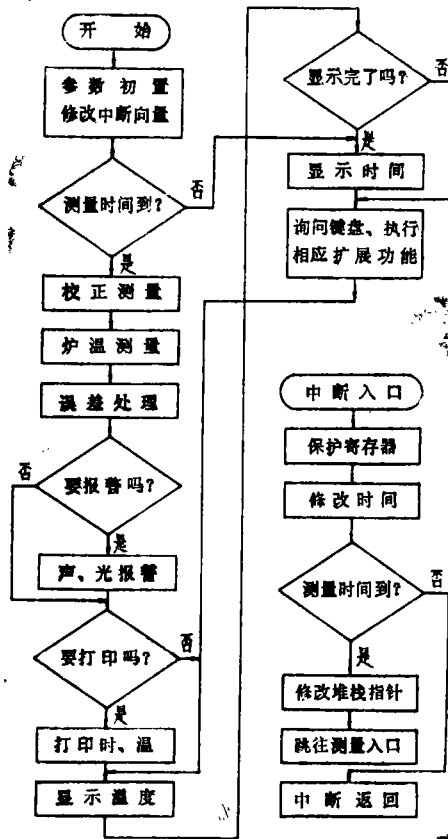 开 始
参 数 初 置
修改中断向量
测量时间到？
否
是
校 正 测 量
炉 温 测 量
误 差 处 理
要报警吗？
否
是
声、光报警
要打印吗？
否
是
打 印 时、温
显 示 温 度
显示完了吗？
否
是
显 示 时 间
询问键盘、执行
相应扩展功能
中 断 入 口
保护寄存器
修 改 时 间
测量时间到？
否
是
修改堆栈指针
跳往测量入口
中 断 返 回